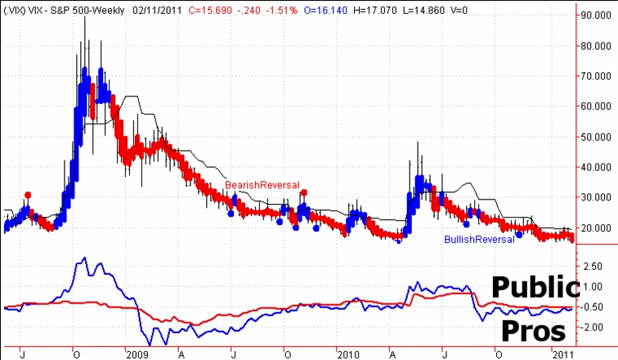 (.VIX) VIX - S&P 500-Weekly 02/11/2011 C=15.690 -.240 -1.51% O=16.140 H=17.070 L=14.860 V=0
90.000
80.000
70.000
60.000
50.000
40.000
BearishReversal
30.000
20.000
BullishReversal
2.50
1.00
Public
-0.50
Pros
-2.00
J O 2009 A J O 2010 A J O 2011